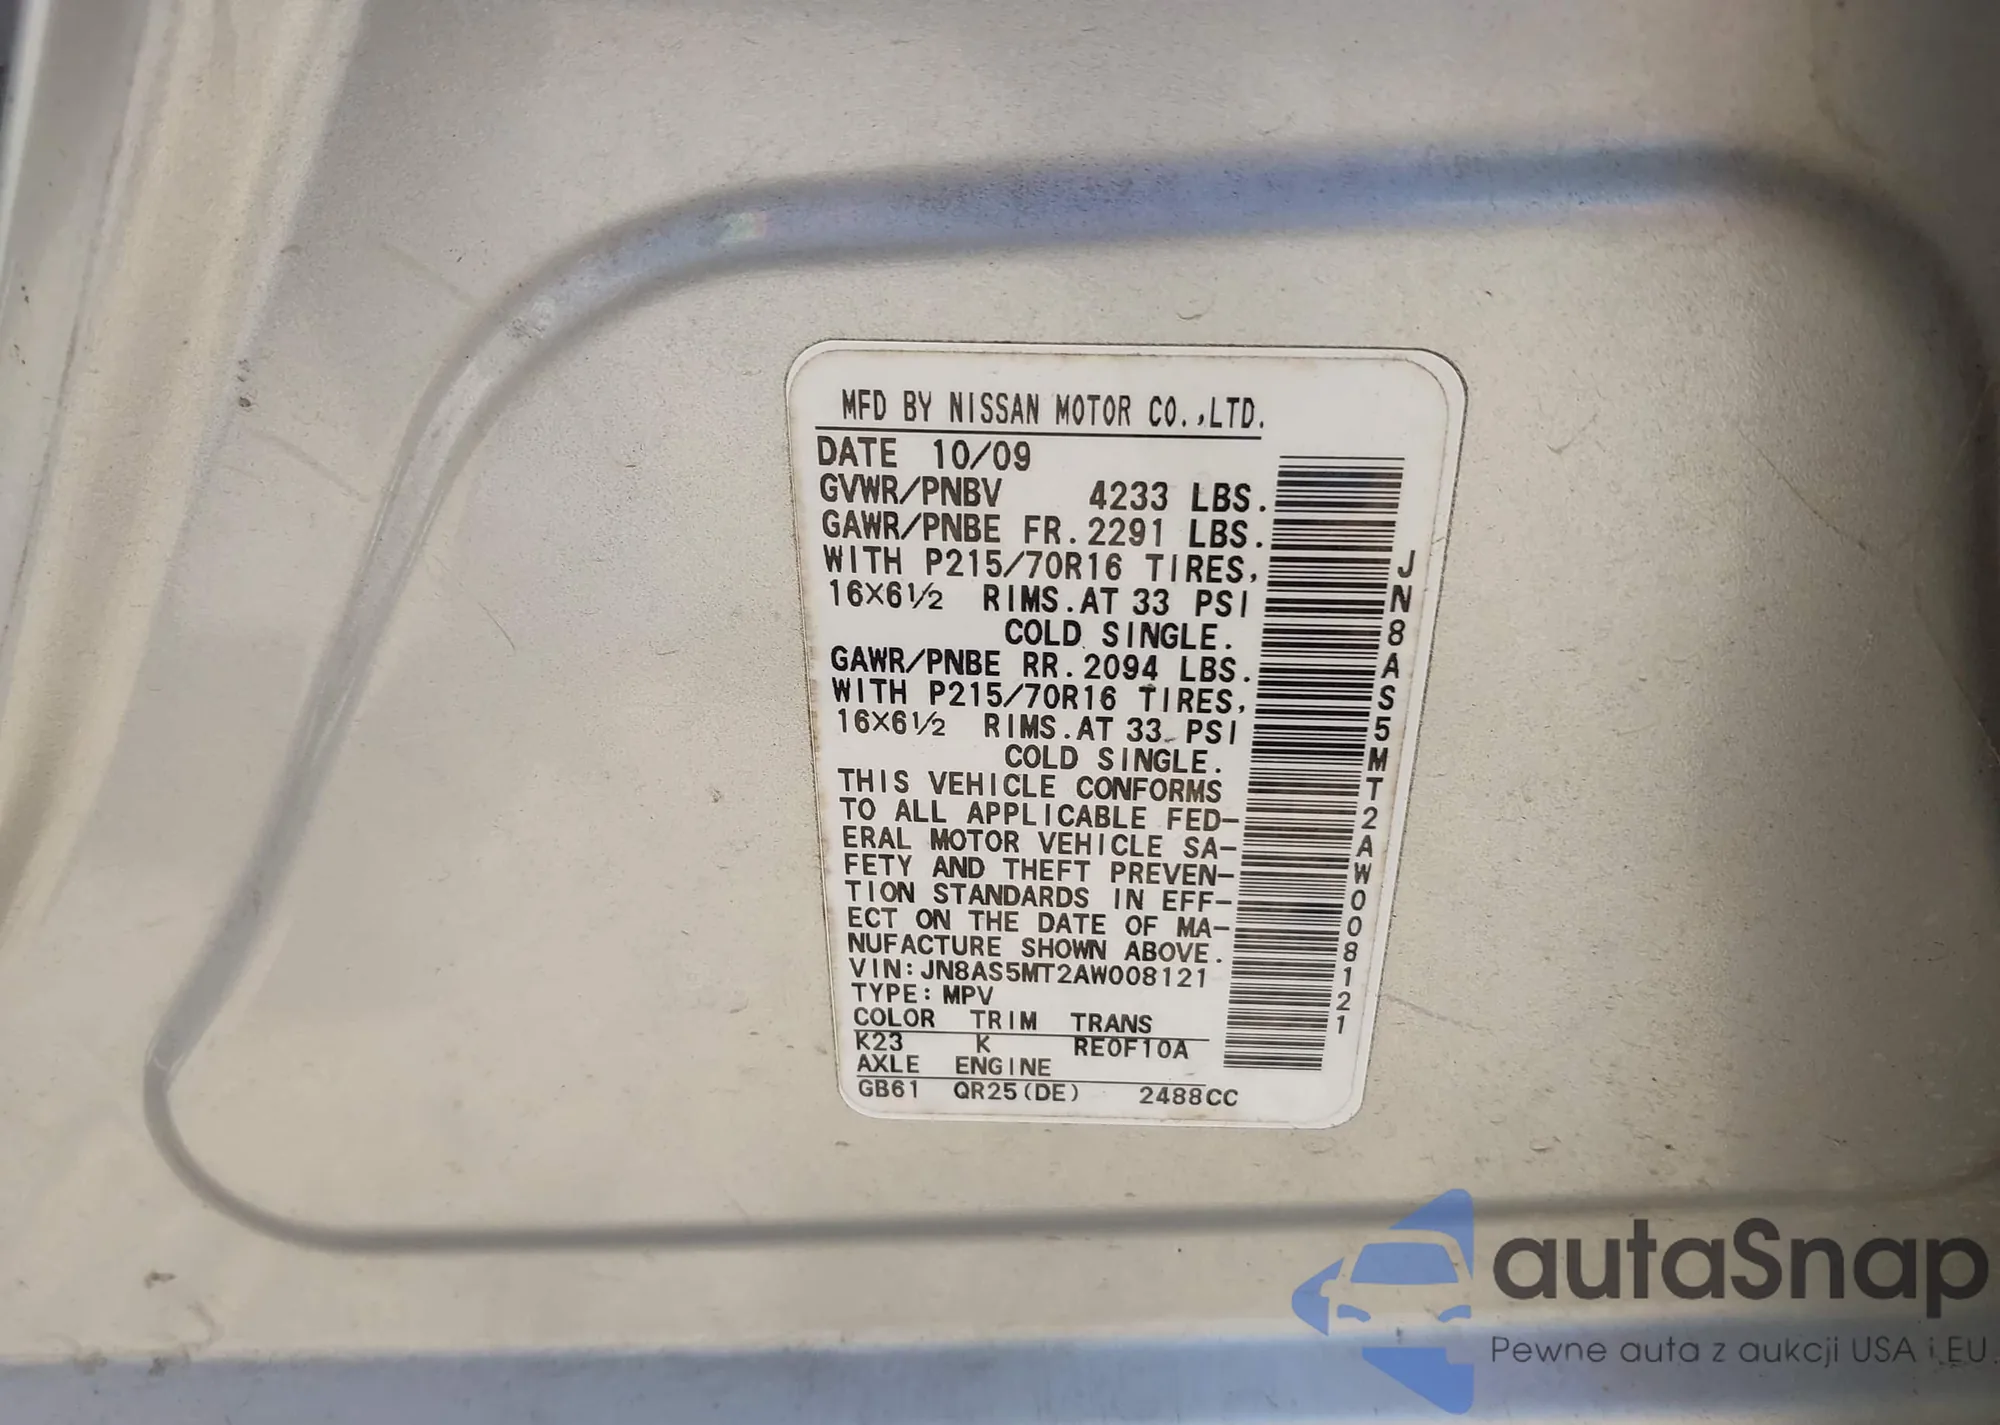 MFD BY NISSAN MOTOR CO.,LTD.
DATE 10/09
GVWR/PNBV 4233 LBS.
GAWR/PNBE FR.2291 LBS.
WITH P215/70R16 TIRES,
16X6½ RIMS.AT 33 PSI
COLD SINGLE.
GAWR/PNBE RR.2094 LBS.
WITH P215/70R16 TIRES,
16X6½ RIMS.AT 33 PSI
COLD SINGLE.
THIS VEHICLE CONFORMS
TO ALL APPLICABLE FED-
ERAL MOTOR VEHICLE SA-
FETY AND THEFT PREVEN-
TION STANDARDS IN EFF-
ECT ON THE DATE OF MA-
NUFACTURE SHOWN ABOVE.
VIN:JN8AS5MT2AW008121
TYPE:MPV
COLOR TRIM TRANS
K23 K RE0F10A
AXLE ENGINE
GB61 QR25(DE) 2488CC
JN8AS5MT2AW008121
autaSnap
Pewne auta z aukcji USA i EU